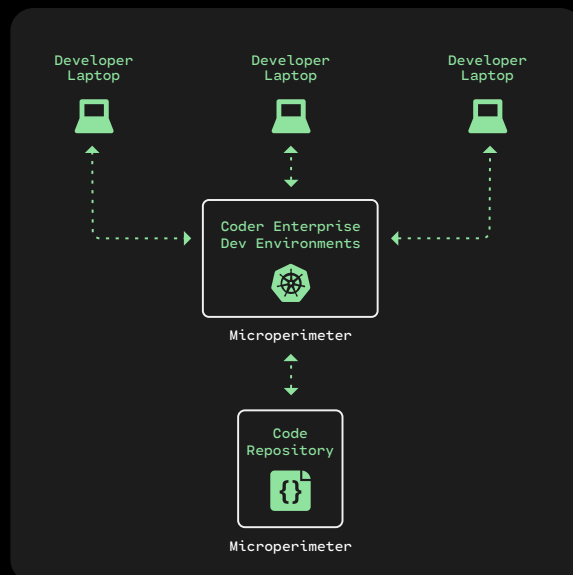 Developer
Laptop
Developer
Laptop
Developer
Laptop
Coder Enterprise
Dev Environments
Microperimeter
Code
Repository
{}
Microperimeter